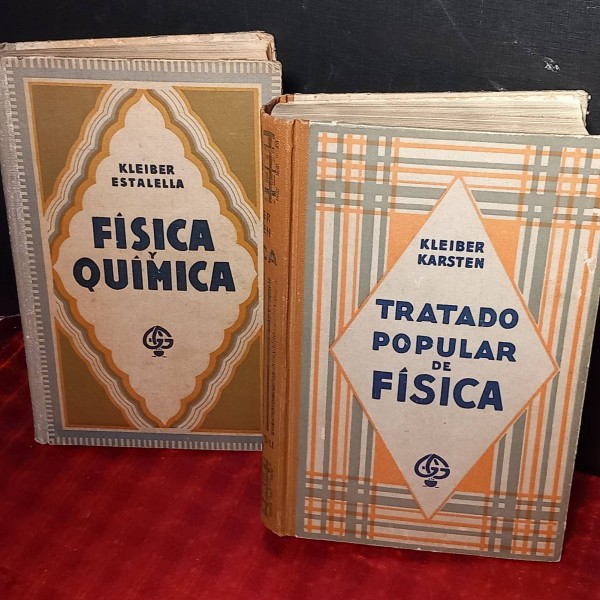 KLEIBER
ESTALELLA
FÍSICA
Y
QUÍMICA
KLEIBER
KARSTEN
TRATADO
POPULAR
DE
FÍSICA